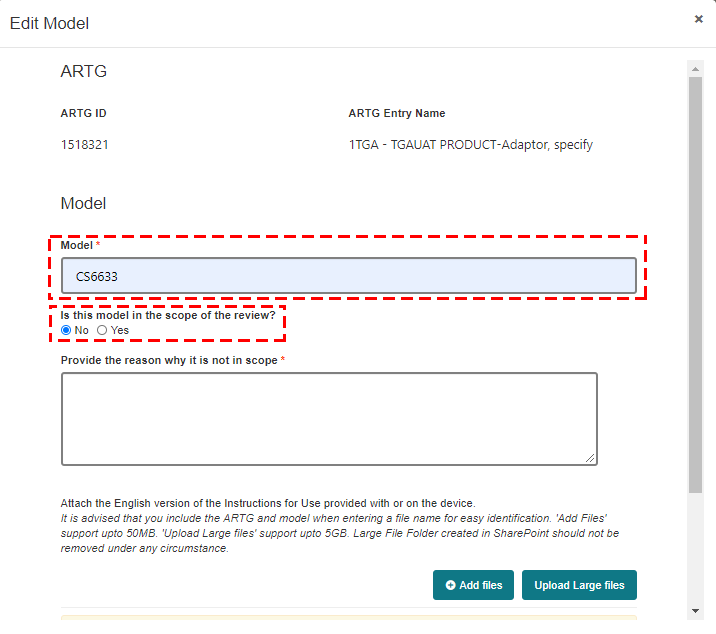 Edit Model
×
ARTG
ARTG ID
ARTG Entry Name
1518321
1TGA - TGAUAT PRODUCT-Adaptor, specify
Model
Model *
CS6633
Is this model in the scope of the review?
No Yes
Provide the reason why it is not in scope *
Attach the English version of the Instructions for Use provided with or on the device.
It is advised that you include the ARTG and model when entering a file name for easy identification. 'Add Files'
support upto 50MB. 'Upload Large files' support upto 5GB. Large File Folder created in SharePoint should not be
removed under any circumstance.
Add files
Upload Large files